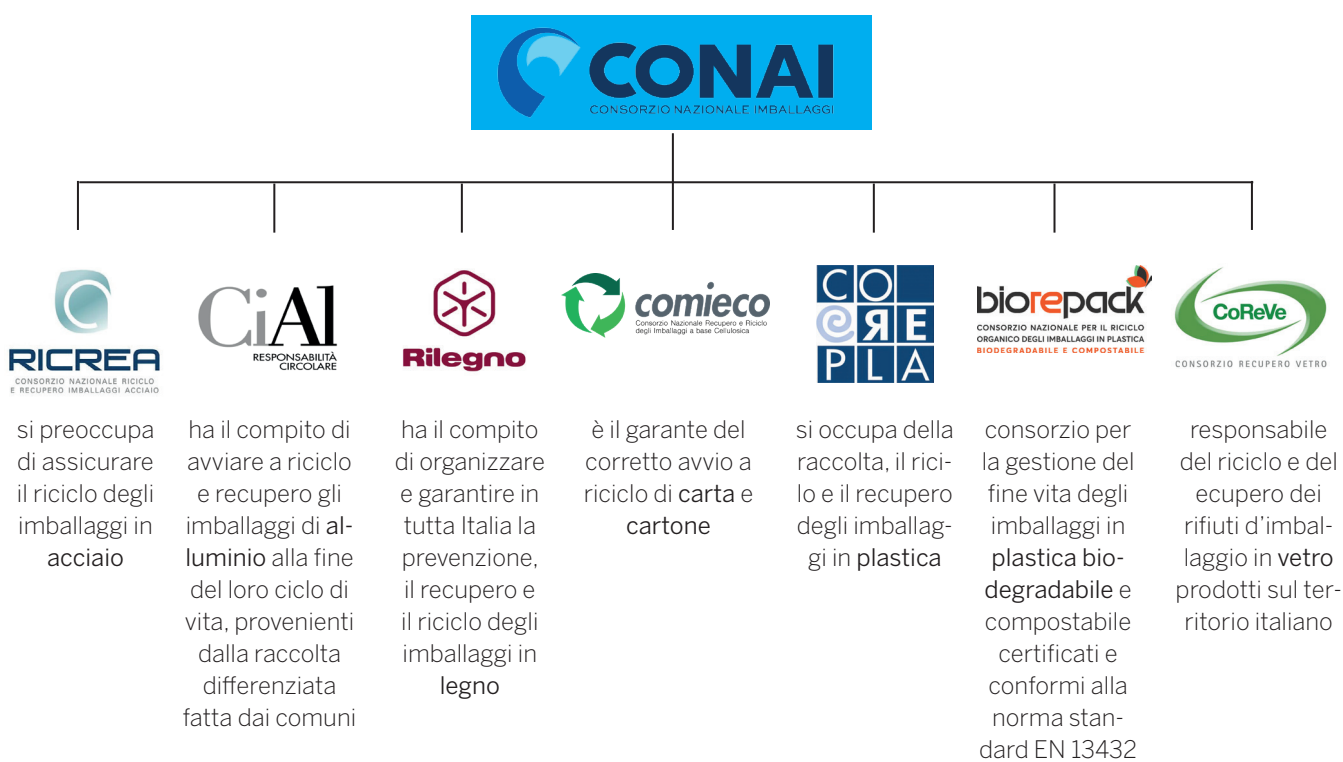 CONAI
CONSORZIO NAZIONALE IMBALLAGGI
RICREA
CONSORZIO NAZIONALE RICICLO
E RECUPERO IMBALLAGGI ACCIAIO
si preoccupa
di assicurare
il riciclo degli
imballaggi in
acciaio
CiAl
RESPONSABILITÀ
CIRCOLARE
ha il compito di
avviare a riciclo
e recupero gli
imballaggi di al-
luminio alla fine
del loro ciclo di
vita, provenienti
dalla raccolta
differenziata
fatta dai comuni
Rilegno
ha il compito
di organizzare
e garantire in
tutta Italia la
prevenzione,
il recupero e
il riciclo degli
imballaggi in
legno
comieco
Consorzio Nazionale Recupero e Riciclo
degli Imballaggi a base Cellulosica
è il garante del
corretto avvio a
riciclo di carta e
cartone
CO
RE
PLA
si occupa della
raccolta, il rici-
lo e il recupero
degli imballag-
gi in plastica
biorepack
CONSORZIO NAZIONALE PER IL RICICLO
ORGANICO DEGLI IMBALLAGGI IN PLASTICA
BIODEGRADABILE E COMPOSTABILE
consorzio per
la gestione del
fine vita degli
imballaggi in
plastica bio-
degradabile e
compostabile
certificati e
conformi alla
norma stan-
dard EN 13432
CoReVe
CONSORZIO RECUPERO VETRO
responsabile
del riciclo e del
ecupero dei
rifiuti d'imbal-
laggio in vetro
prodotti sul ter-
ritorio italiano